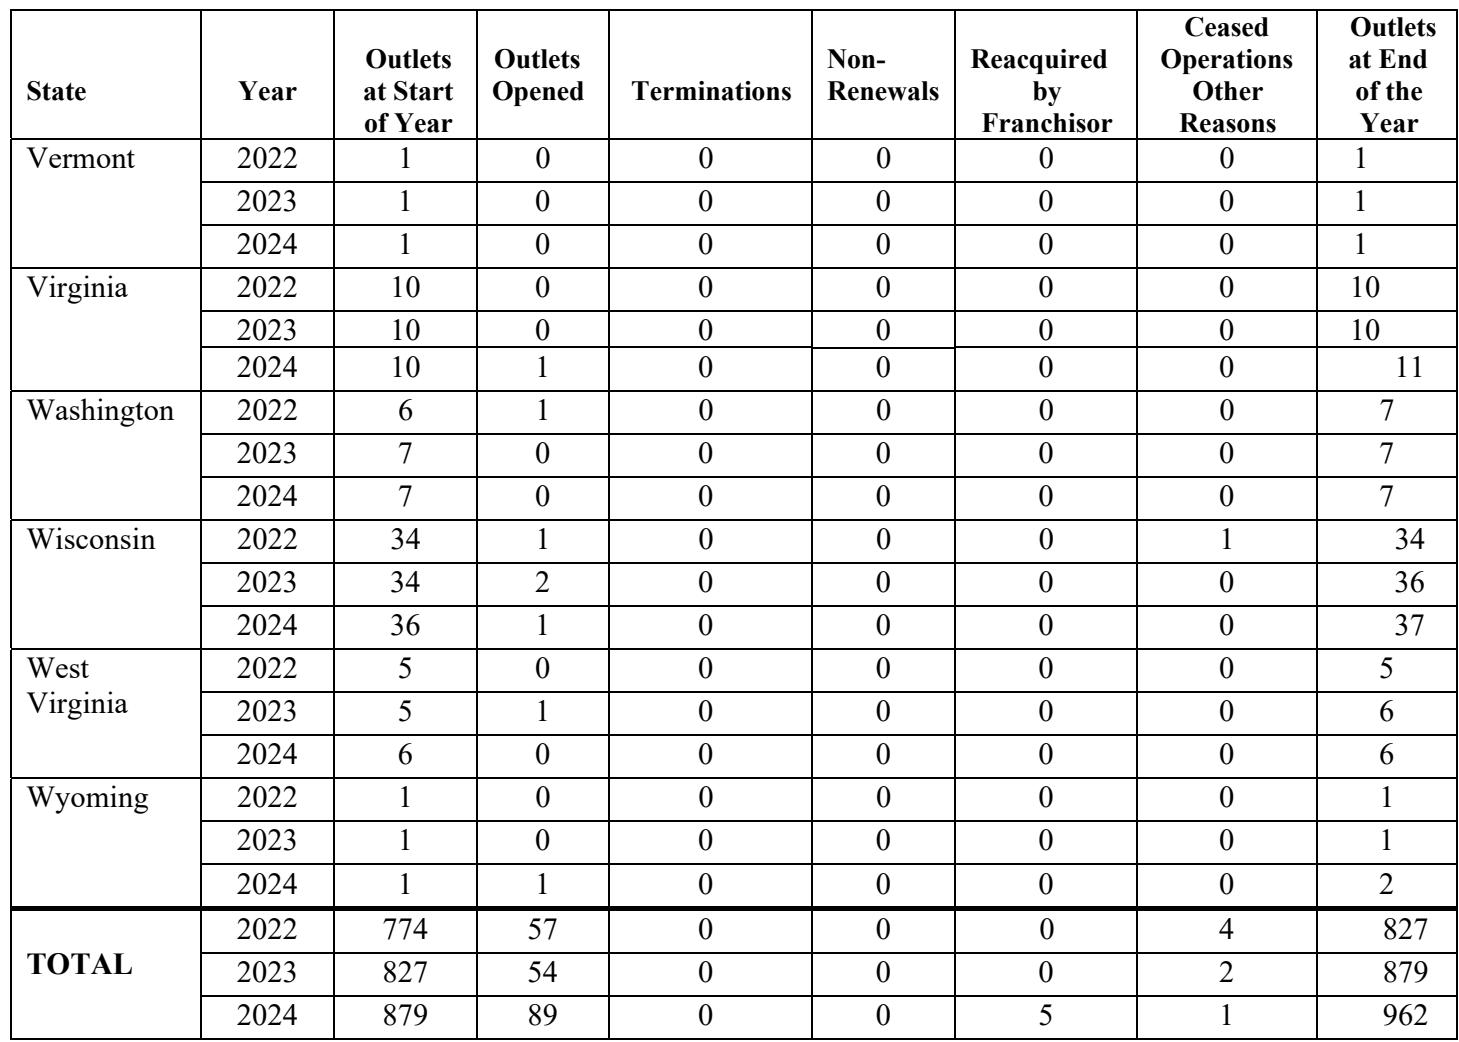 State Year Outlets at Start of Year Outlets Opened Terminations Non-Renewals Reacquired by Franchisor Ceased Operations Other Reasons Outlets at End of the Year
Vermont 2022 1 0 0 0 0 0 1
2023 1 0 0 0 0 0 1
2024 1 0 0 0 0 0 1
Virginia 2022 10 0 0 0 0 0 10
2023 10 0 0 0 0 0 10
2024 10 1 0 0 0 0 11
Washington 2022 6 1 0 0 0 0 7
2023 7 0 0 0 0 0 7
2024 7 0 0 0 0 0 7
Wisconsin 2022 34 1 0 0 0 1 34
2023 34 2 0 0 0 0 36
2024 36 1 0 0 0 0 37
West Virginia 2022 5 0 0 0 0 0 5
2023 5 1 0 0 0 0 6
2024 6 0 0 0 0 0 6
Wyoming 2022 1 0 0 0 0 0 1
2023 1 0 0 0 0 0 1
2024 1 1 0 0 0 0 2
TOTAL 2022 774 57 0 0 0 4 827
2023 827 54 0 0 0 2 879
2024 879 89 0 0 5 1 962